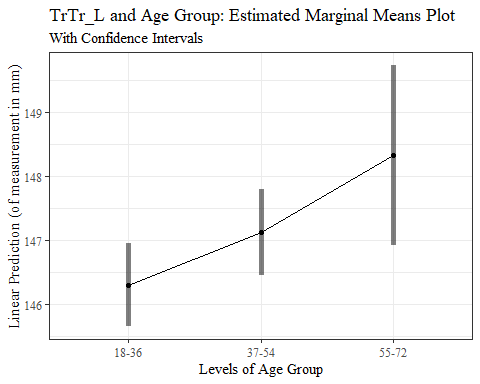 TrTr_L and Age Group: Estimated Marginal Means Plot
With Confidence Intervals
Linear Prediction (of measurement in mm)
149
148
147
146
18-36 37-54 55-72
Levels of Age Group